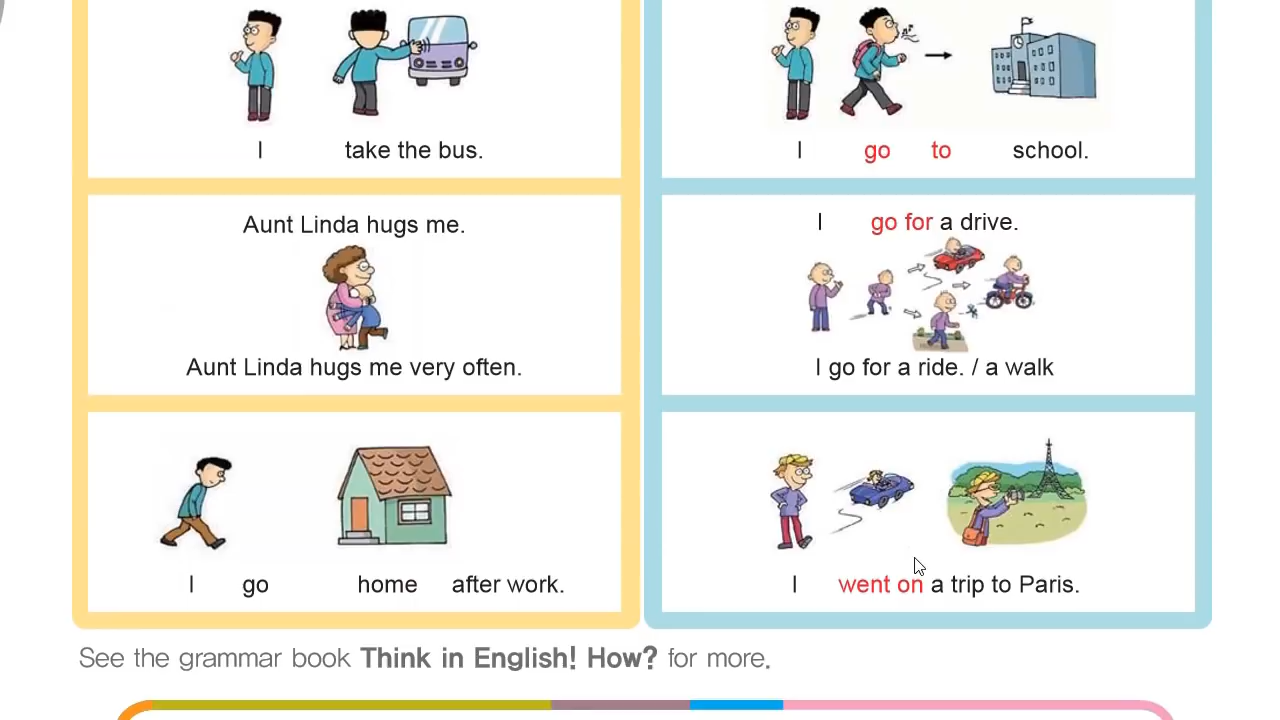 I take the bus.
Aunt Linda hugs me.
Aunt Linda hugs me very often.
I go home after work.
I go to school.
I go for a drive.
I go for a ride. / a walk
I went on a trip to Paris.
See the grammar book Think in English! How? for more.